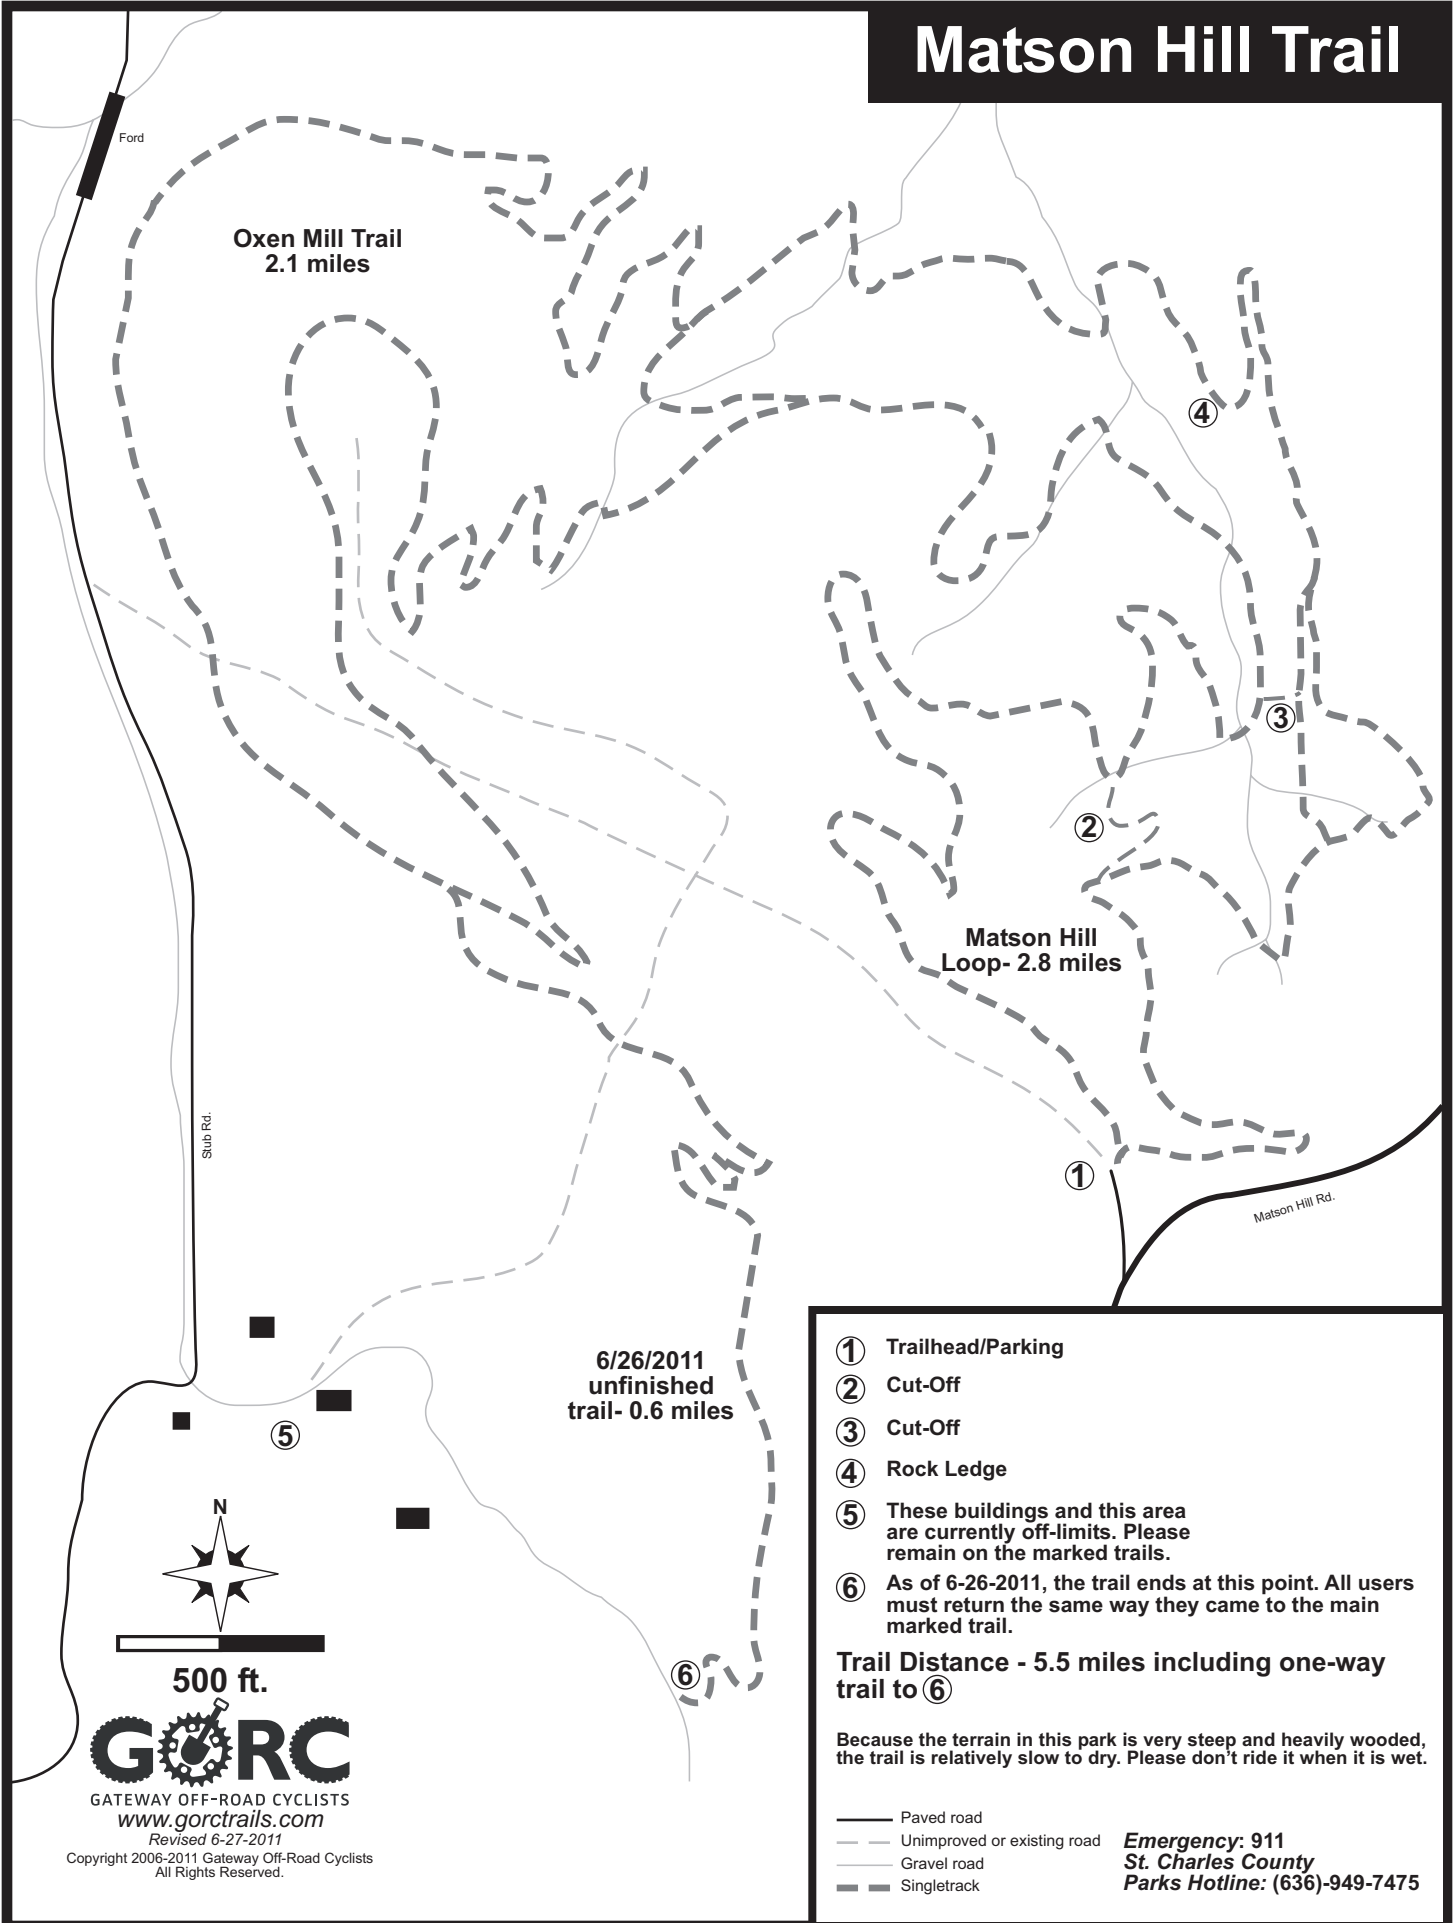 Matson Hill Trail
Ford
Oxen Mill Trail
2.1 miles
4
3
2
Matson Hill
Loop- 2.8 miles
Stub Rd.
1
Matson Hill Rd.
6/26/2011
unfinished
trail- 0.6 miles
5
6
N
500 ft.
GORC
GATEWAY OFF-ROAD CYCLISTS
www.gorctrails.com
Revised 6-27-2011
Copyright 2006-2011 Gateway Off-Road Cyclists
All Rights Reserved.
1 Trailhead/Parking
2 Cut-Off
3 Cut-Off
4 Rock Ledge
5 These buildings and this area
are currently off-limits. Please
remain on the marked trails.
6 As of 6-26-2011, the trail ends at this point. All users
must return the same way they came to the main
marked trail.
Trail Distance - 5.5 miles including one-way
trail to 6
Because the terrain in this park is very steep and heavily wooded,
the trail is relatively slow to dry. Please don't ride it when it is wet.
Paved road
Unimproved or existing road
Gravel road
Singletrack
Emergency: 911
St. Charles County
Parks Hotline: (636)-949-7475